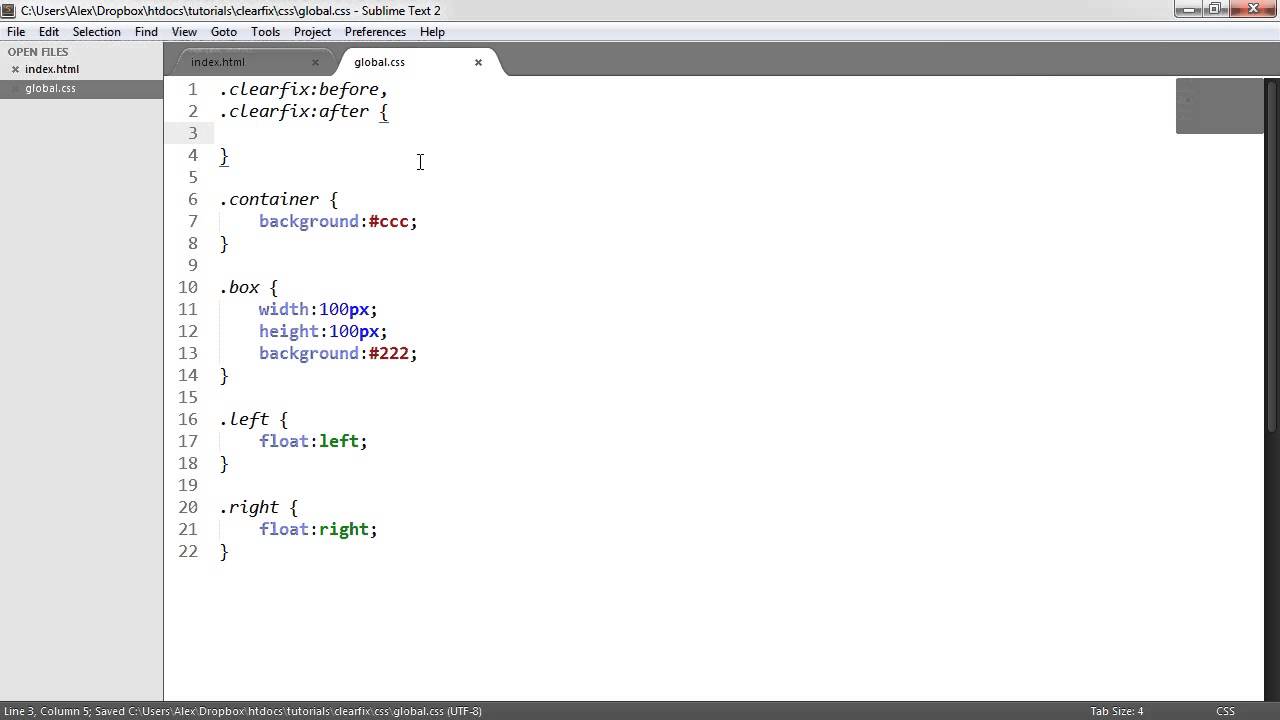 C:\Users\Alex\Dropbox\htdocs\tutorials\clearfix\css\global.css - Sublime Text 2
File Edit Selection Find View Goto Tools Project Preferences Help
OPEN FILES
index.html
global.css
index.html
global.css
1 .clearfix:before,
2 .clearfix:after {
3
4 }
5
6 .container {
7 background:#ccc;
8 }
9
10 .box {
11 width:100px;
12 height:100px;
13 background:#222;
14 }
15
16 .left {
17 float:left;
18 }
19
20 .right {
21 float:right;
22 }
Line 3, Column 5; Saved C:\Users\Alex\Dropbox\htdocs\tutorials\clearfix\css\global.css (UTF-8)
Tab Size: 4
CSS